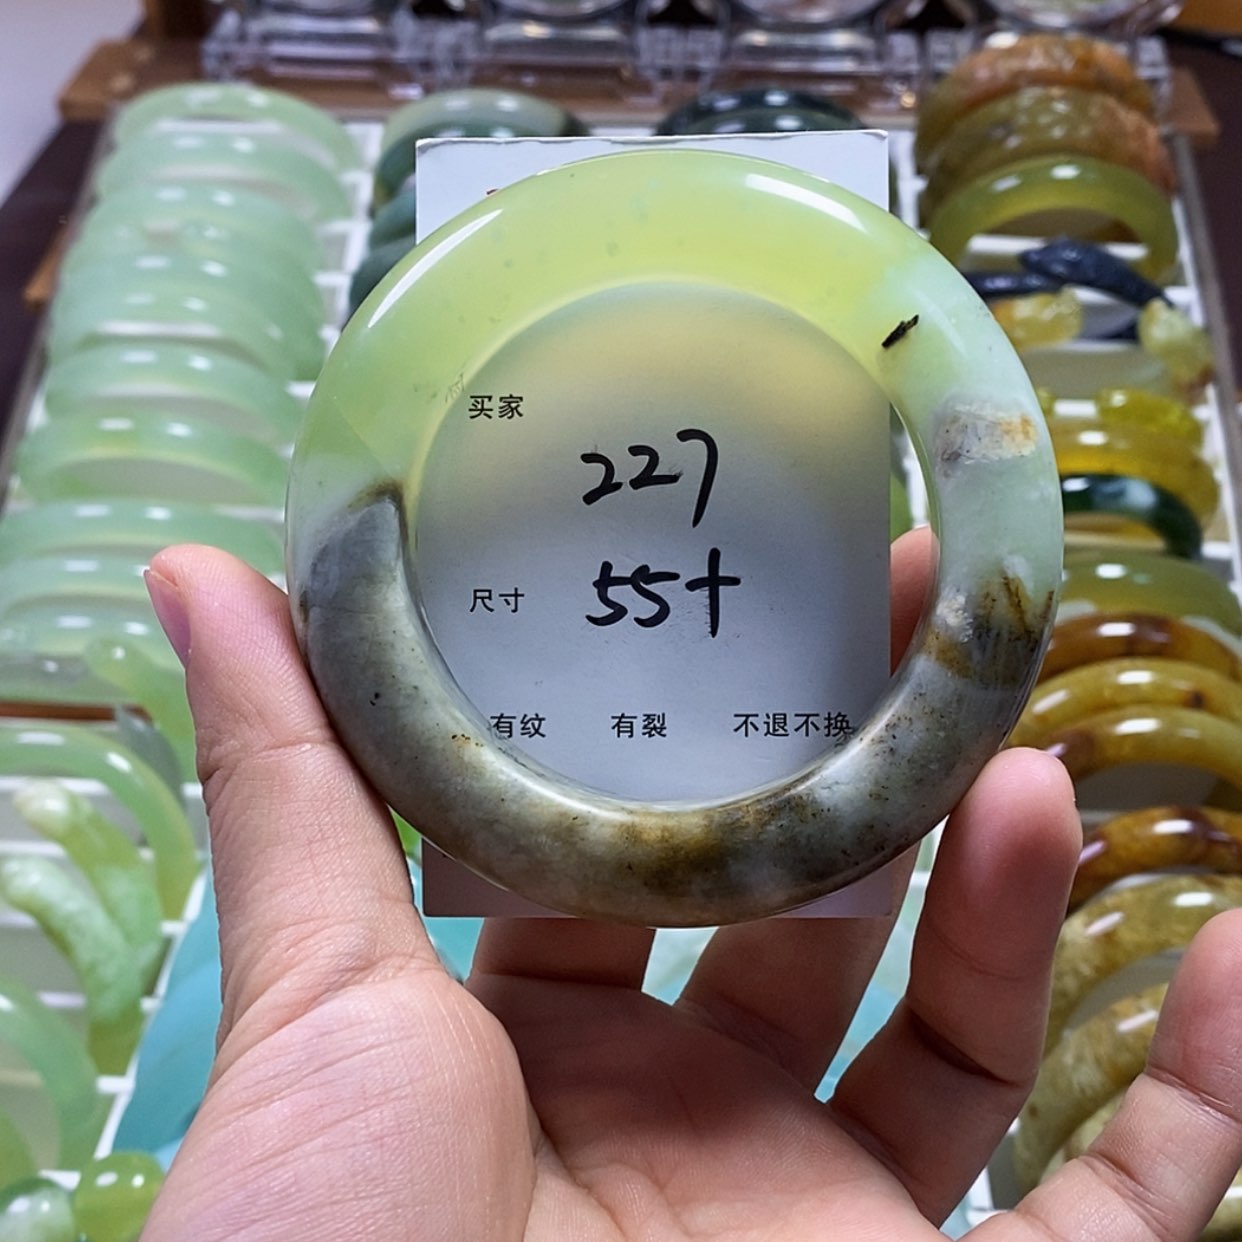 买家
227
尺寸 55+
有纹 有裂 不退不换